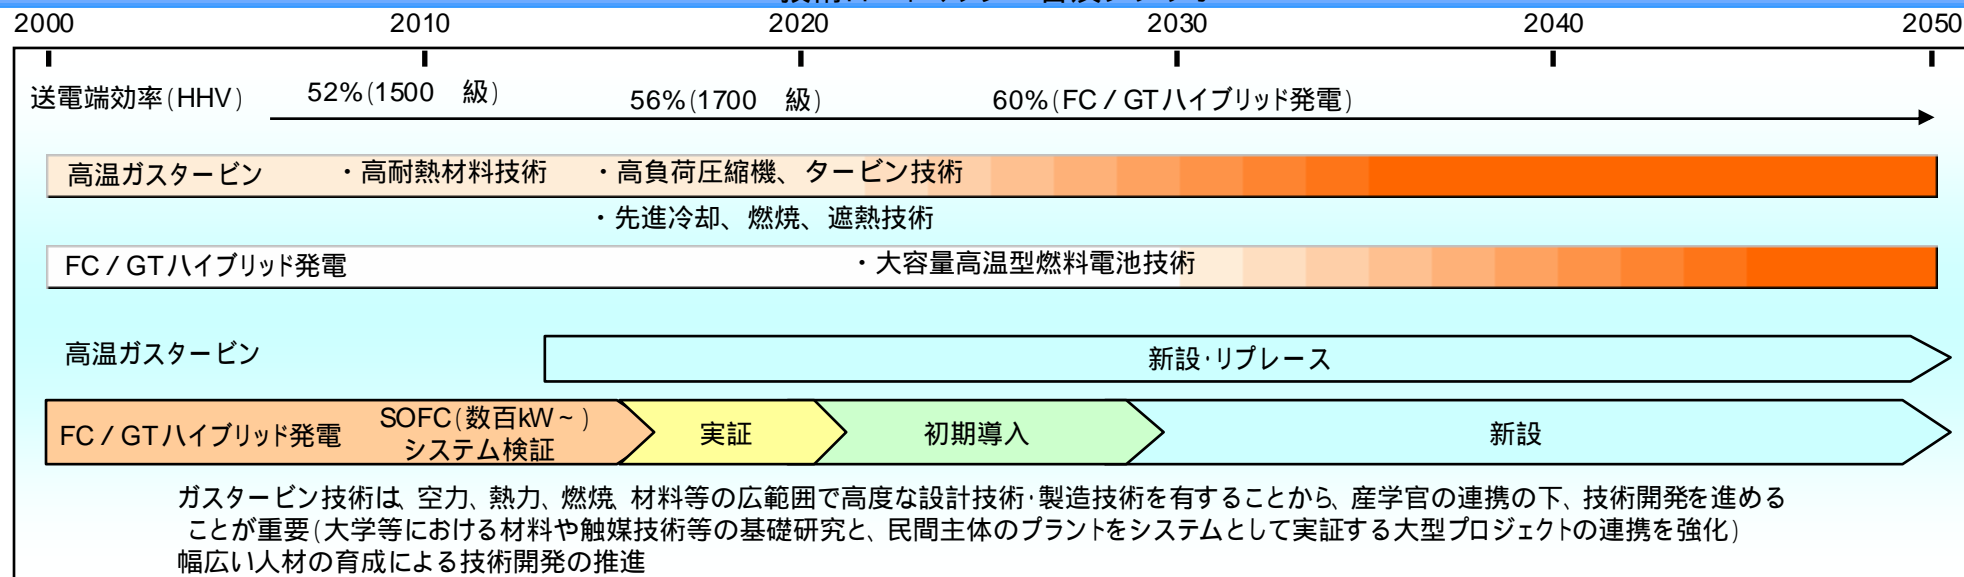 2000 2010 2020 2030 2040 2050
送電端効率(HHV) 52%(1500 級) 56%(1700 級) 60%(FC/GTハイブリッド発電)
高温ガスタービン ・高耐熱材料技術 ・高負荷圧縮機、タービン技術
・先進冷却、燃焼、遮熱技術
FC/GTハイブリッド発電 ・大容量高温型燃料電池技術
高温ガスタービン 新設・リプレース
FC/GTハイブリッド発電 SOFC(数百kW~)
システム検証 実証 初期導入 新設
ガスタービン技術は、空力、熱力、燃焼、材料等の広範囲で高度な設計技術・製造技術を有することから、産学官の連携の下、技術開発を進める
ことが重要(大学等における材料や触媒技術等の基礎研究と、民間主体のプラントをシステムとして実証する大型プロジェクトの連携を強化)
幅広い人材の育成による技術開発の推進